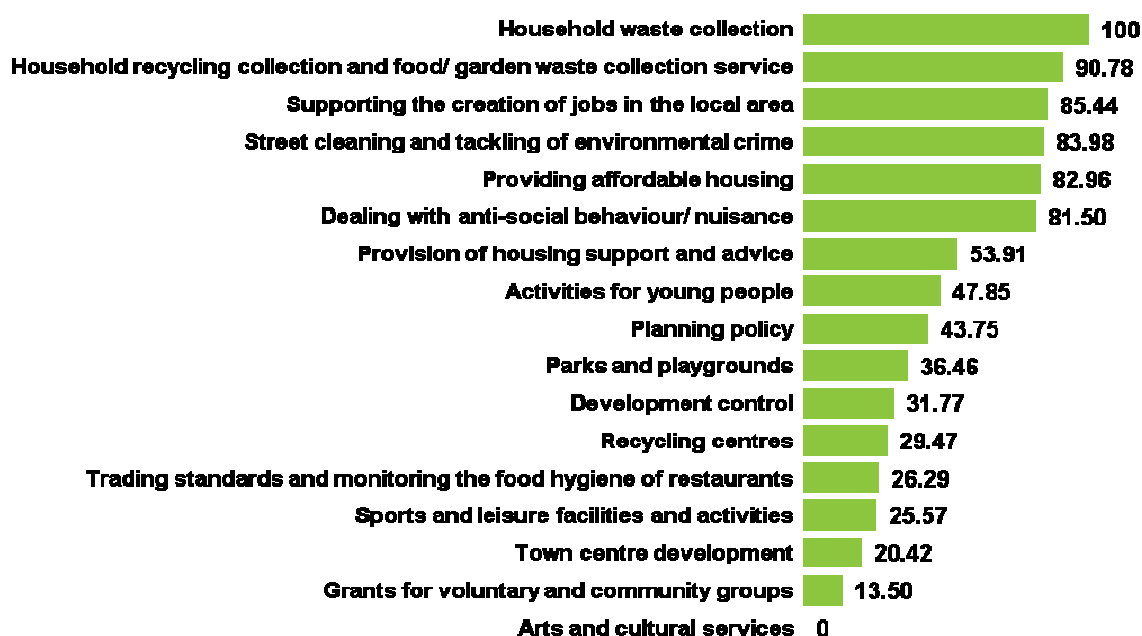 Household waste collection 100
Household recycling collection and food/ garden waste collection service 90.78
Supporting the creation of jobs in the local area 85.44
Street cleaning and tackling of environmental crime 83.98
Providing affordable housing 82.96
Dealing with anti-social behaviour/ nuisance 81.50
Provision of housing support and advice 53.91
Activities for young people 47.85
Planning policy 43.75
Parks and playgrounds 36.46
Development control 31.77
Recycling centres 29.47
Trading standards and monitoring the food hygiene of restaurants 26.29
Sports and leisure facilities and activities 25.57
Town centre development 20.42
Grants for voluntary and community groups 13.50
Arts and cultural services 0